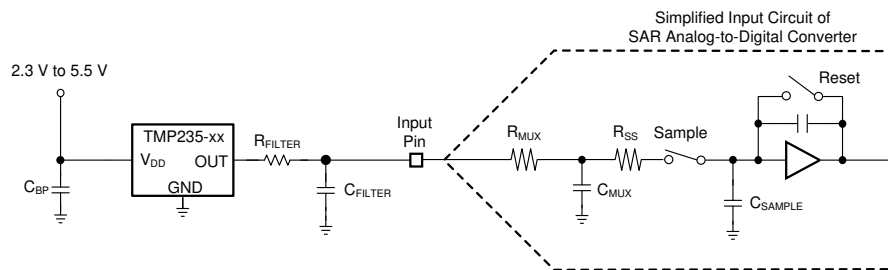 Simplified Input Circuit of
SAR Analog-to-Digital Converter
2.3 V to 5.5 V
Reset
TMP235-xx
RFILTER
Input
Pin
RMUX
RSS
Sample
VDD
OUT
GND
CBP
CFILTER
CMUX
CSAMPLE